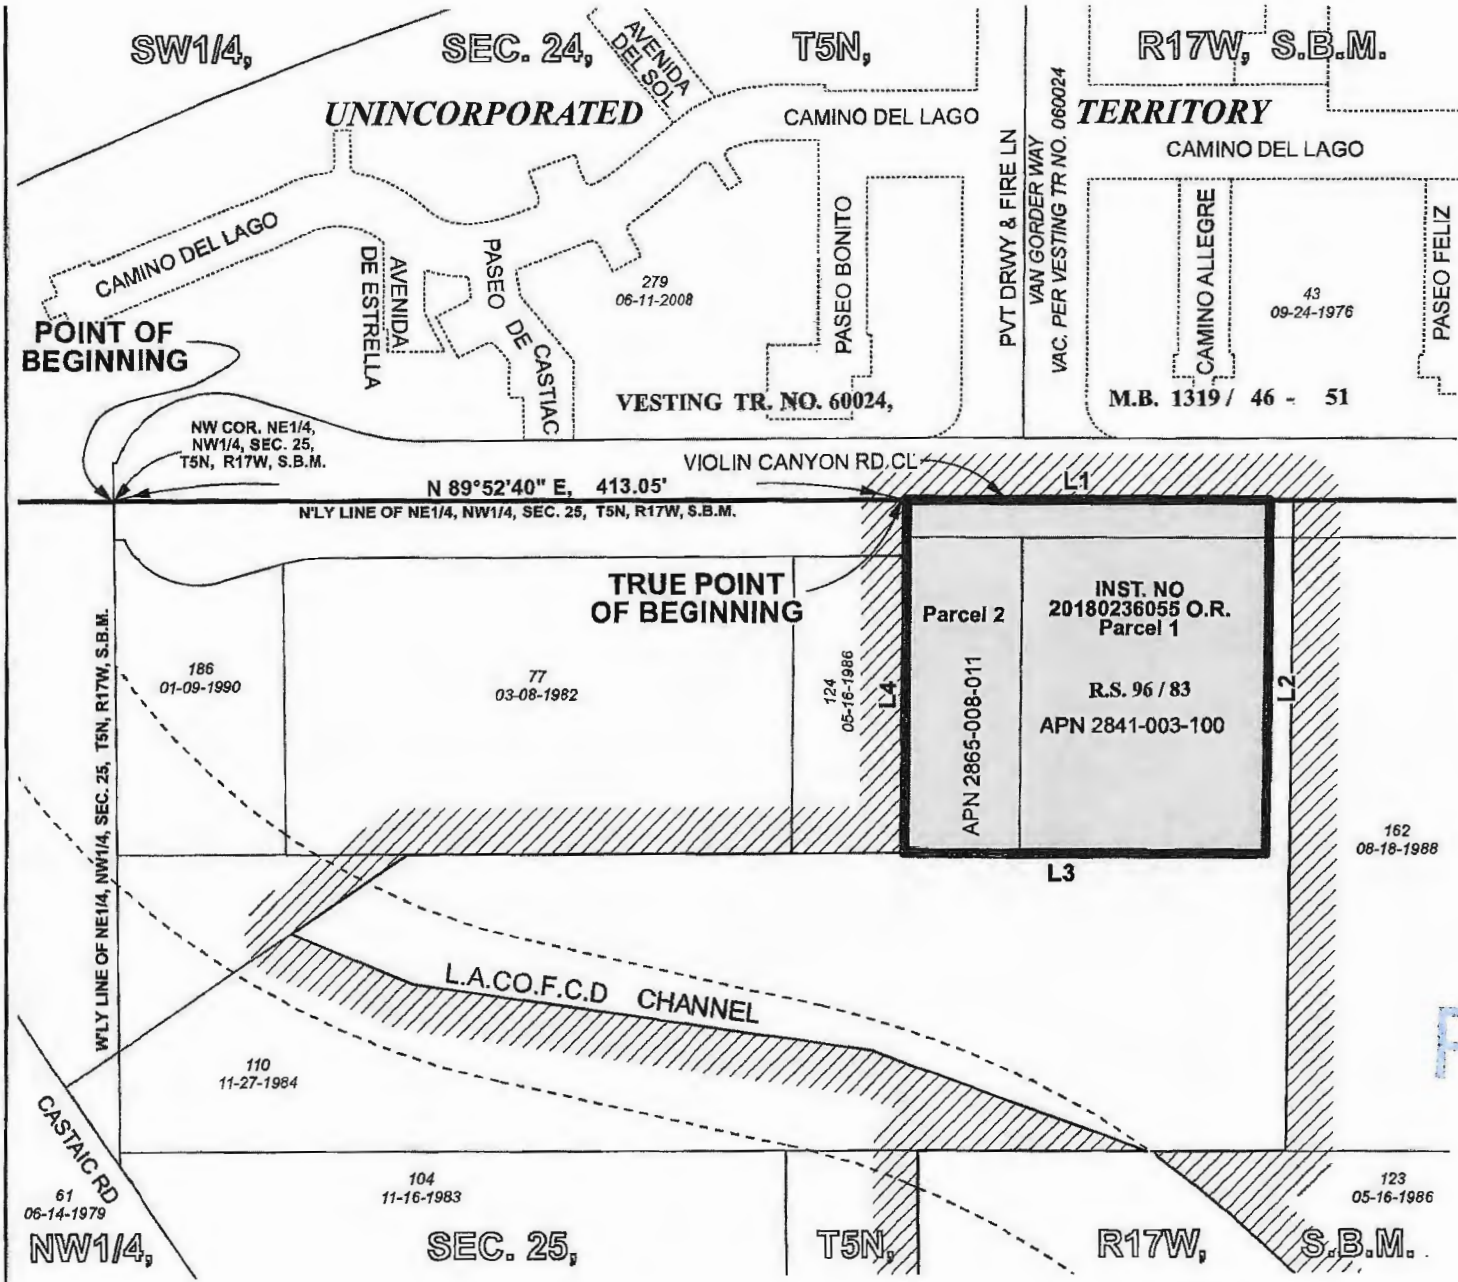 SW1/4, SEC. 24, T5N, R17W, S.B.M.
AVENIDA
DEL SOL
UNINCORPORATED TERRITORY
CAMINO DEL LAGO
CAMINO DEL LAGO
PVT DRWY & FIRE LN
VAN GORDER WAY
VAC. PER VESTING TR NO. 060024
CAMINO DEL LAGO
AVENIDA
DE ESTRELLA
PASEO DE CASTIAC
279
06-11-2008
PASEO BONITO
CAMINO ALLEGRE
43
09-24-1976
PASEO FELIZ
POINT OF
BEGINNING
VESTING TR. NO. 60024,
M.B. 1319 / 46 - 51
NW COR. NE1/4,
NW1/4, SEC. 25,
T5N, R17W, S.B.M.
VIOLIN CANYON RD CL
N 89°52'40" E, 413.05'
L1
N'LY LINE OF NE1/4, NW1/4, SEC. 25, T5N, R17W, S.B.M.
TRUE POINT
OF BEGINNING
Parcel 2
INST. NO
20180236055 O.R.
Parcel 1
R.S. 96 / 83
APN 2841-003-100
APN 2865-008-011
W'LY LINE OF NE1/4, NW1/4, SEC. 25, T5N, R17W, S.B.M.
186
01-09-1990
77
03-08-1982
124
05-16-1986
L4
L2
L3
162
08-18-1988
L.A.CO.F.C.D CHANNEL
110
11-27-1984
CASTAIC RD
61
06-14-1979
104
11-16-1983
123
05-16-1986
NW1/4, SEC. 25, T5N, R17W, S.B.M.